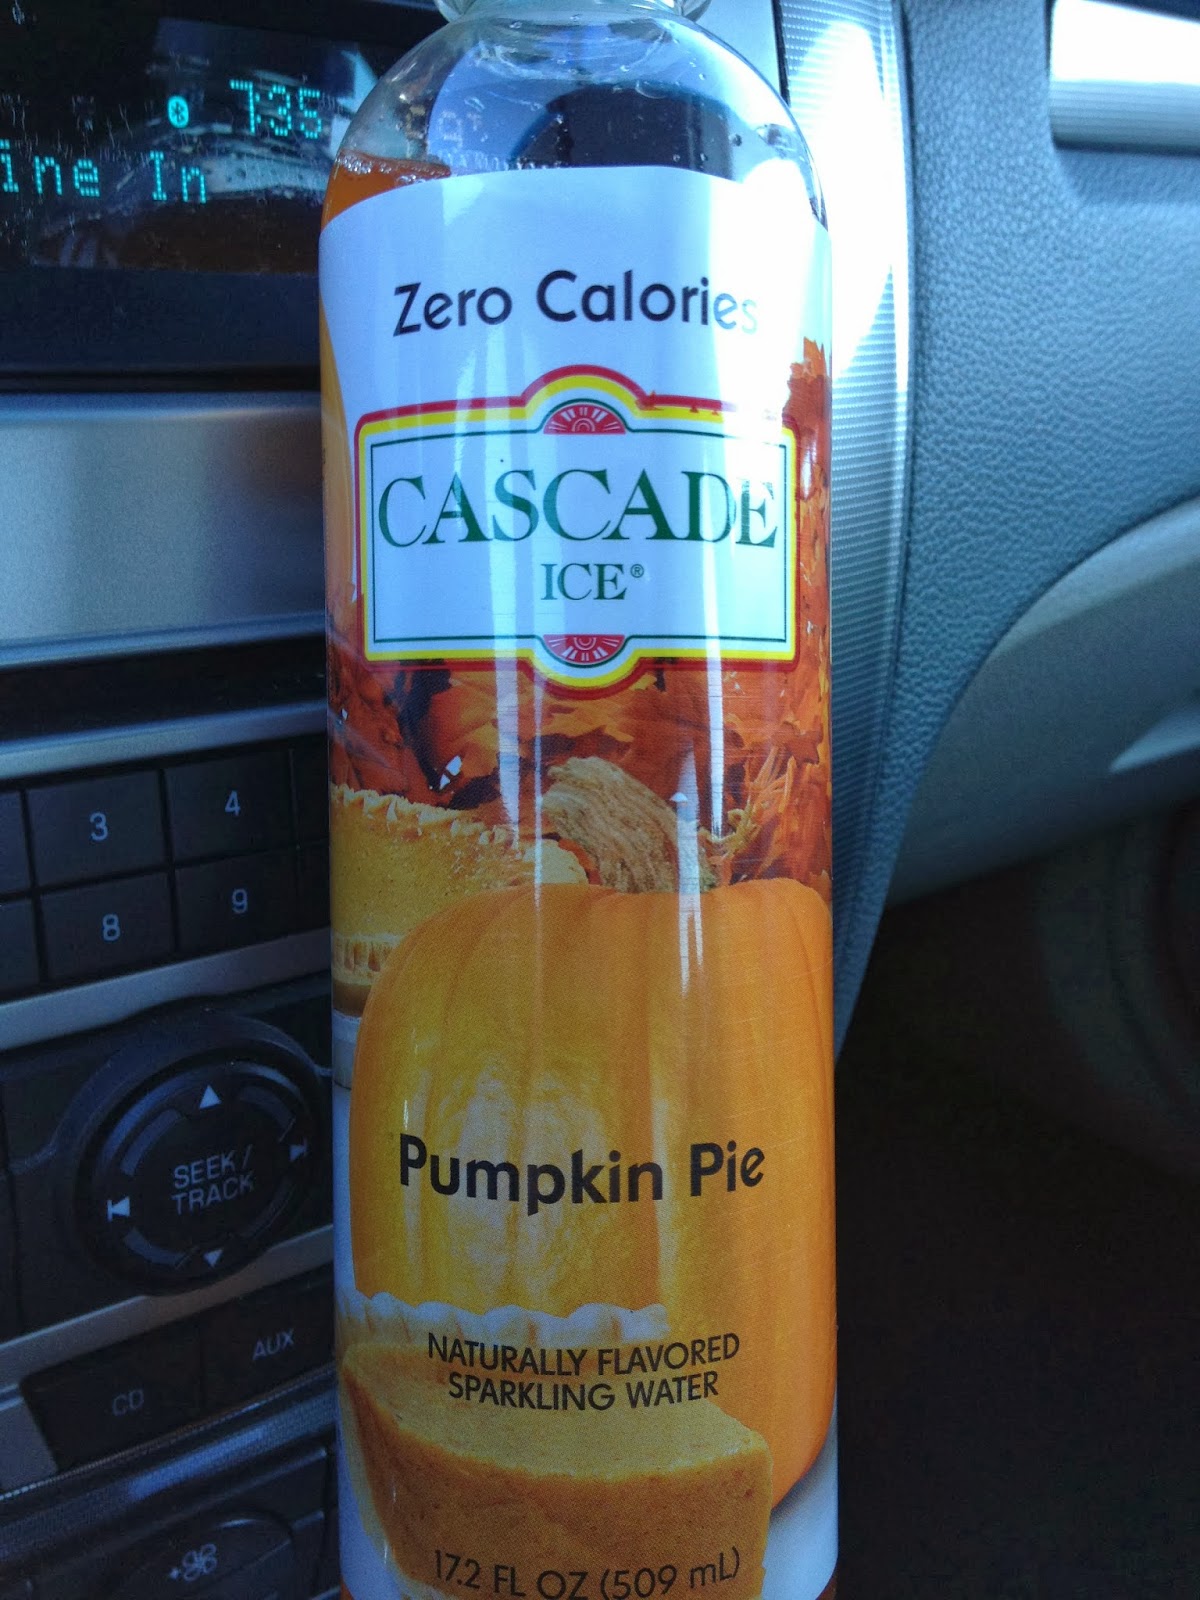 735
ine In
Zero Calories
CASCADE
ICE®
3
4
8
9
SEEK/
TRACK
AUX
CD
Pumpkin Pie
NATURALLY FLAVORED
SPARKLING WATER
17.2 FL OZ (509 mL)